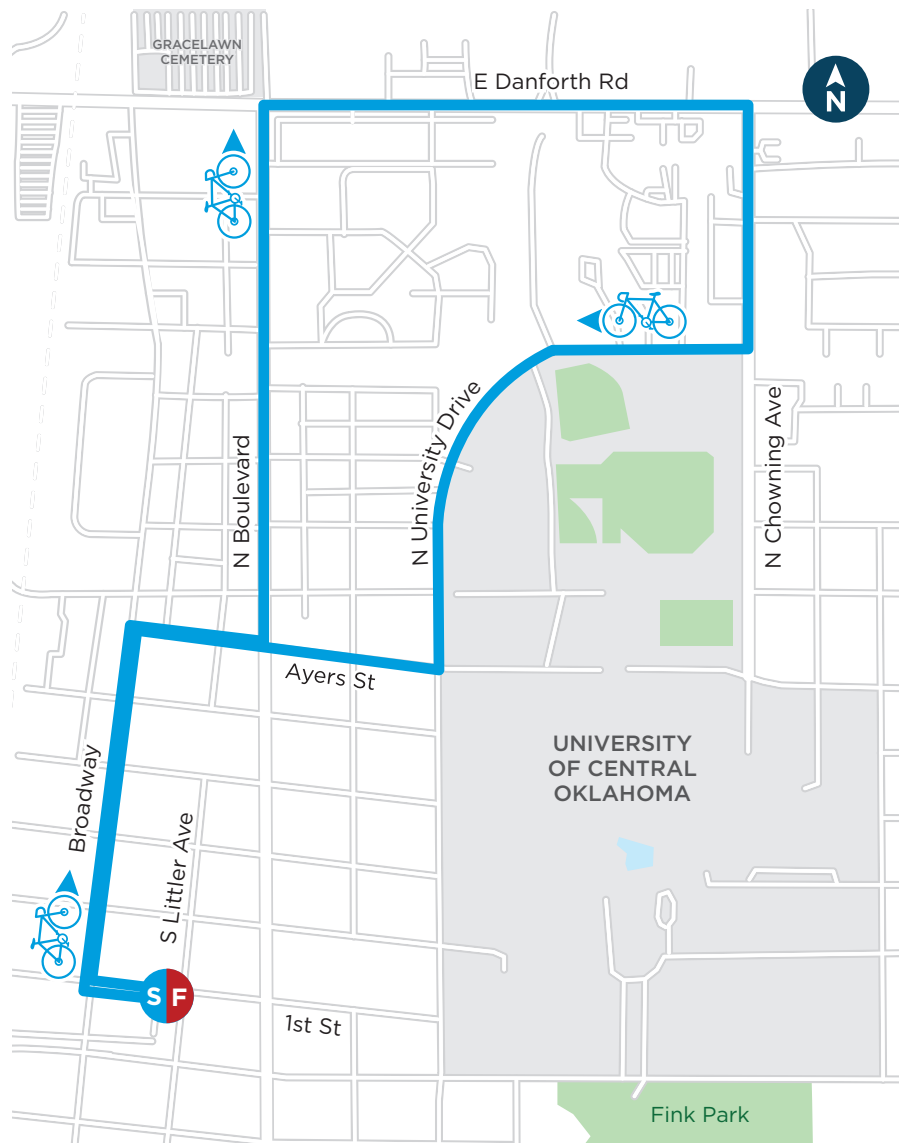 GRACELAWN
CEMETERY
E Danforth Rd
N
N Boulevard
N University Drive
N Chowning Ave
Ayers St
UNIVERSITY
OF CENTRAL
OKLAHOMA
Broadway
S Littler Ave
S F
1st St
Fink Park